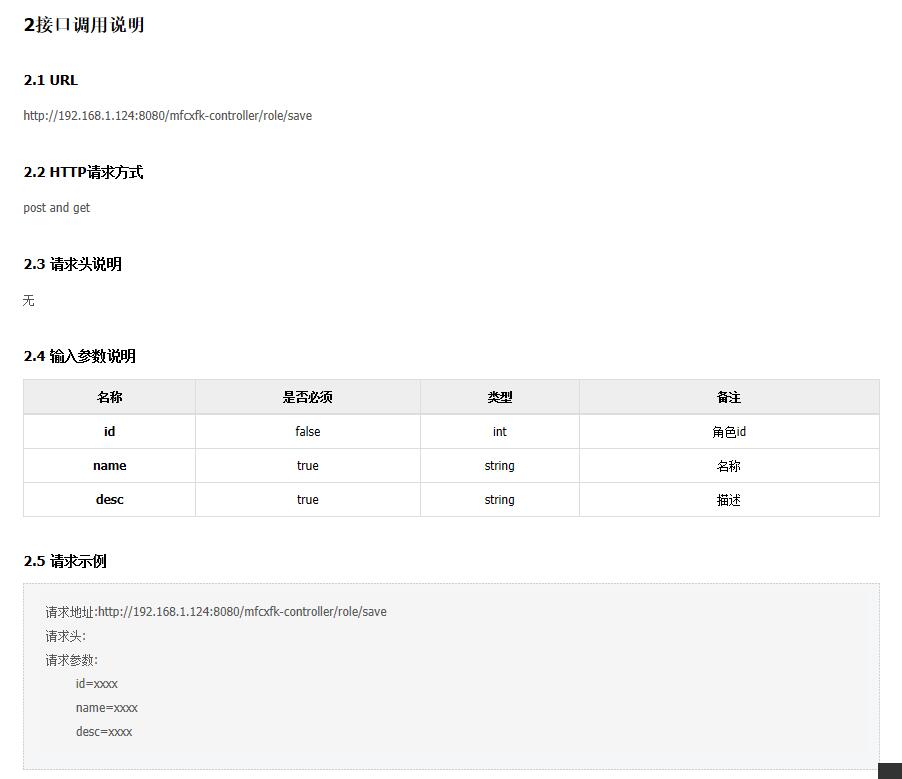 2接口调用说明
2.1 URL
http://192.168.1.124:8080/mfcxfk-controller/role/save
2.2 HTTP请求方式
post and get
2.3 请求头说明
无
2.4 输入参数说明
名称 是否必须 类型 备注
id false int 角色id
name true string 名称
desc true string 描述
2.5 请求示例
请求地址:http://192.168.1.124:8080/mfcxfk-controller/role/save
请求头:
请求参数:
id=xxxx
name=xxxx
desc=xxxx